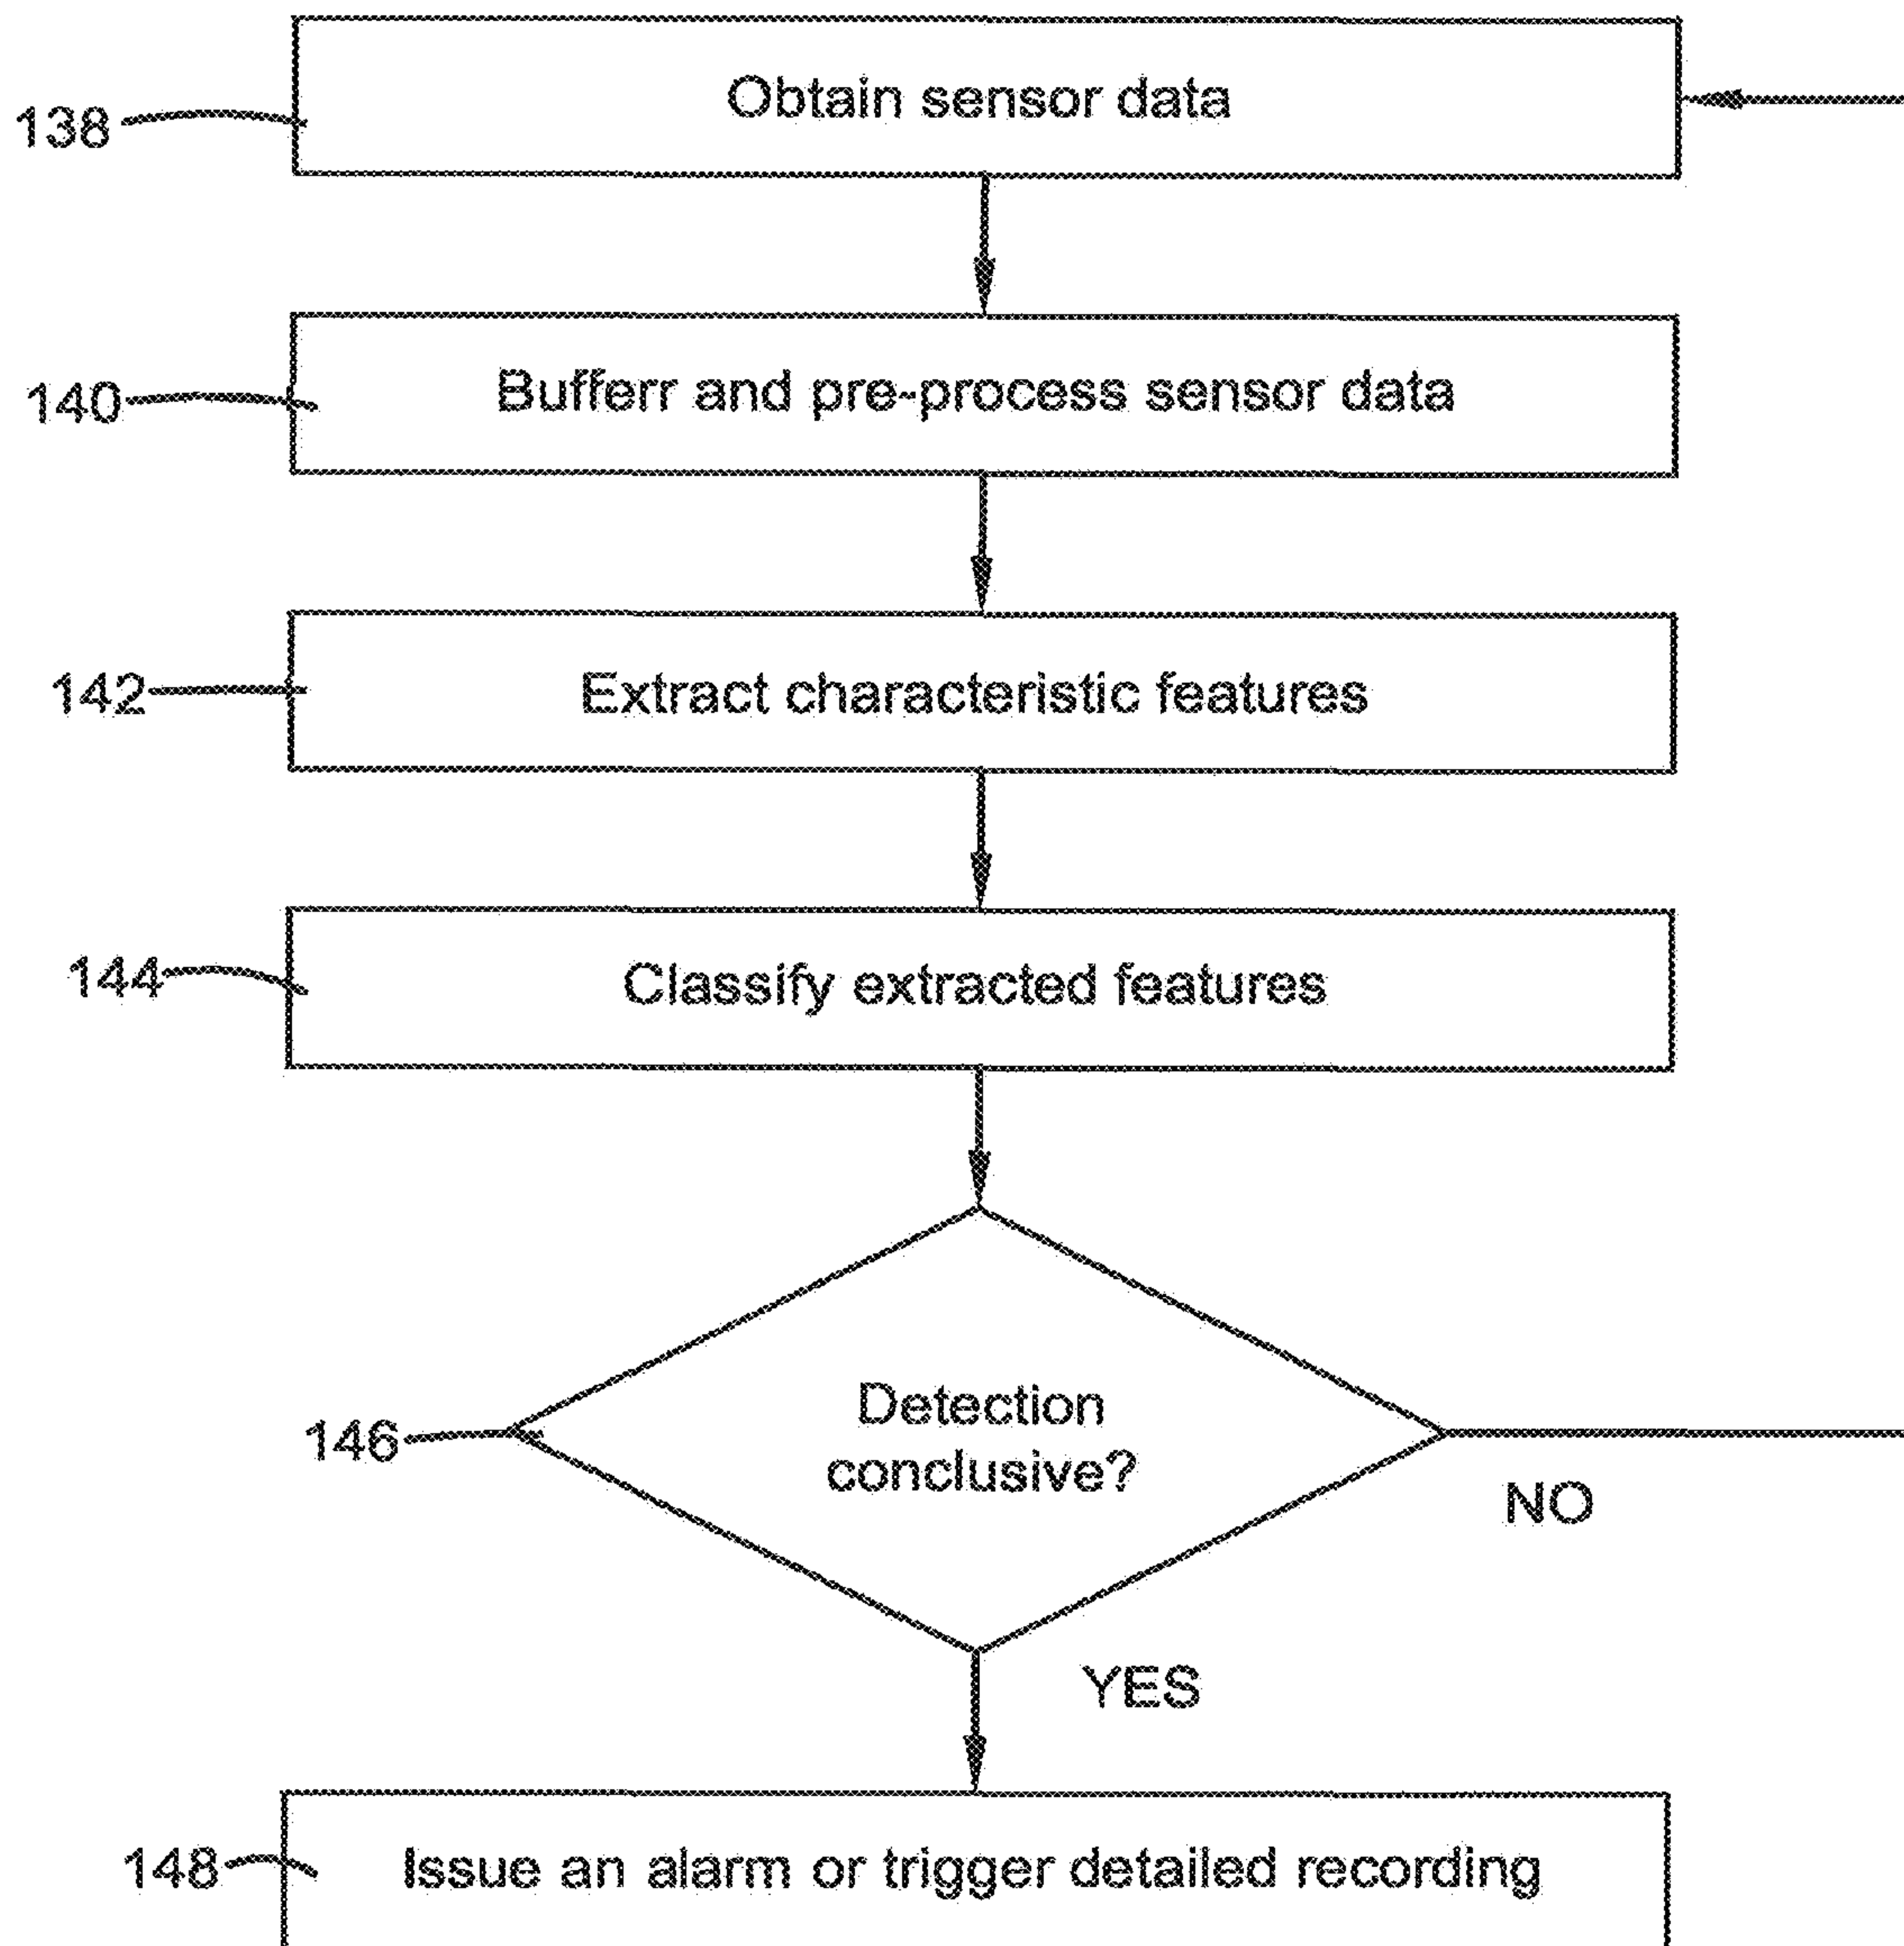 Obtain sensor data
138
Bufferr and pre-process sensor data
140
Extract characteristic features
142
Classify extracted features
144
Detection
conclusive?
146
NO
YES
148
Issue an alarm or trigger detailed recording